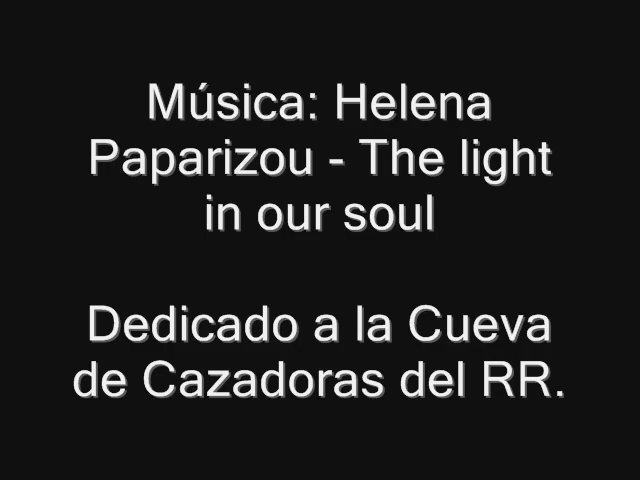 Música: Helena
Paparizou - The light
in our soul
Dedicado a la Cueva
de Cazadoras del RR.